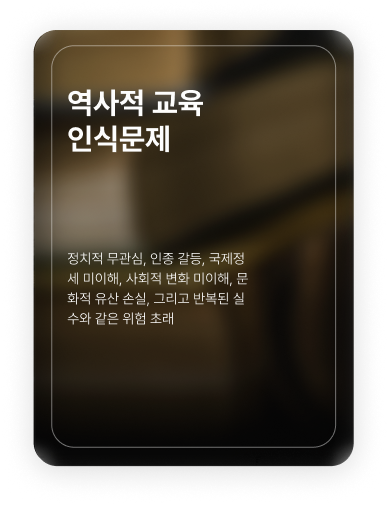 역사적 교육
인식문제
정치적 무관심, 인종 갈등, 국제정
세 미이해, 사회적 변화 미이해, 문
화적 유산 손실, 그리고 반복된 실
수와 같은 위험 초래